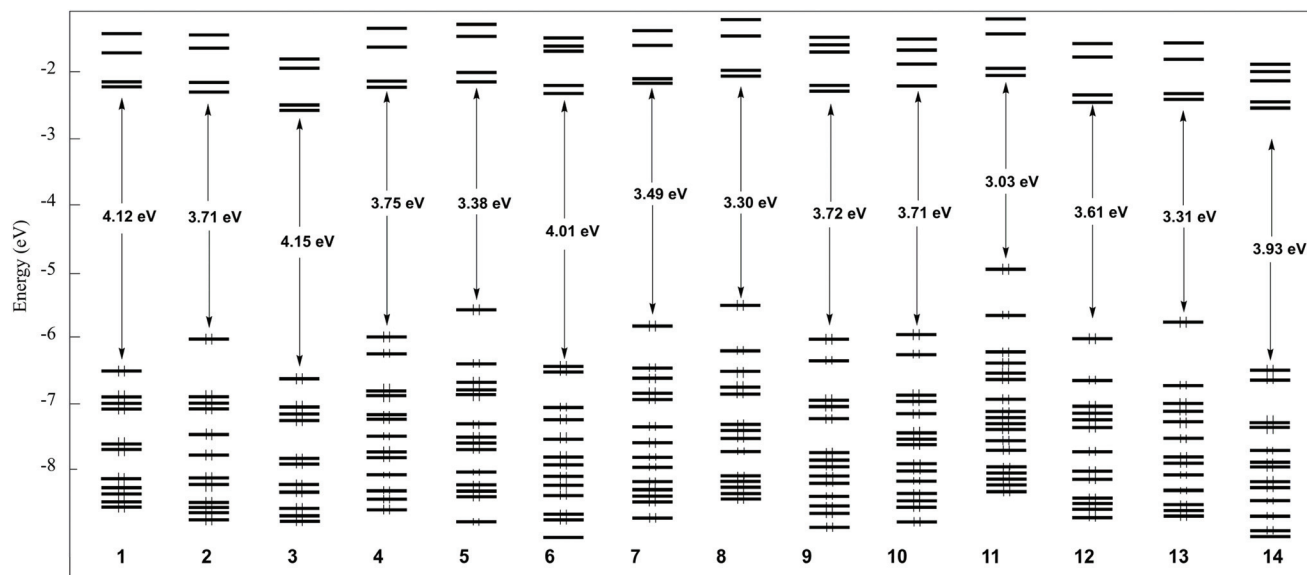 Energy (eV)
-2
-3
-4
-5
-6
-7
-8
4.12 eV
3.71 eV
4.15 eV
3.75 eV
3.38 eV
4.01 eV
3.49 eV
3.30 eV
3.72 eV
3.71 eV
3.03 eV
3.61 eV
3.31 eV
3.93 eV
1 2 3 4 5 6 7 8 9 10 11 12 13 14